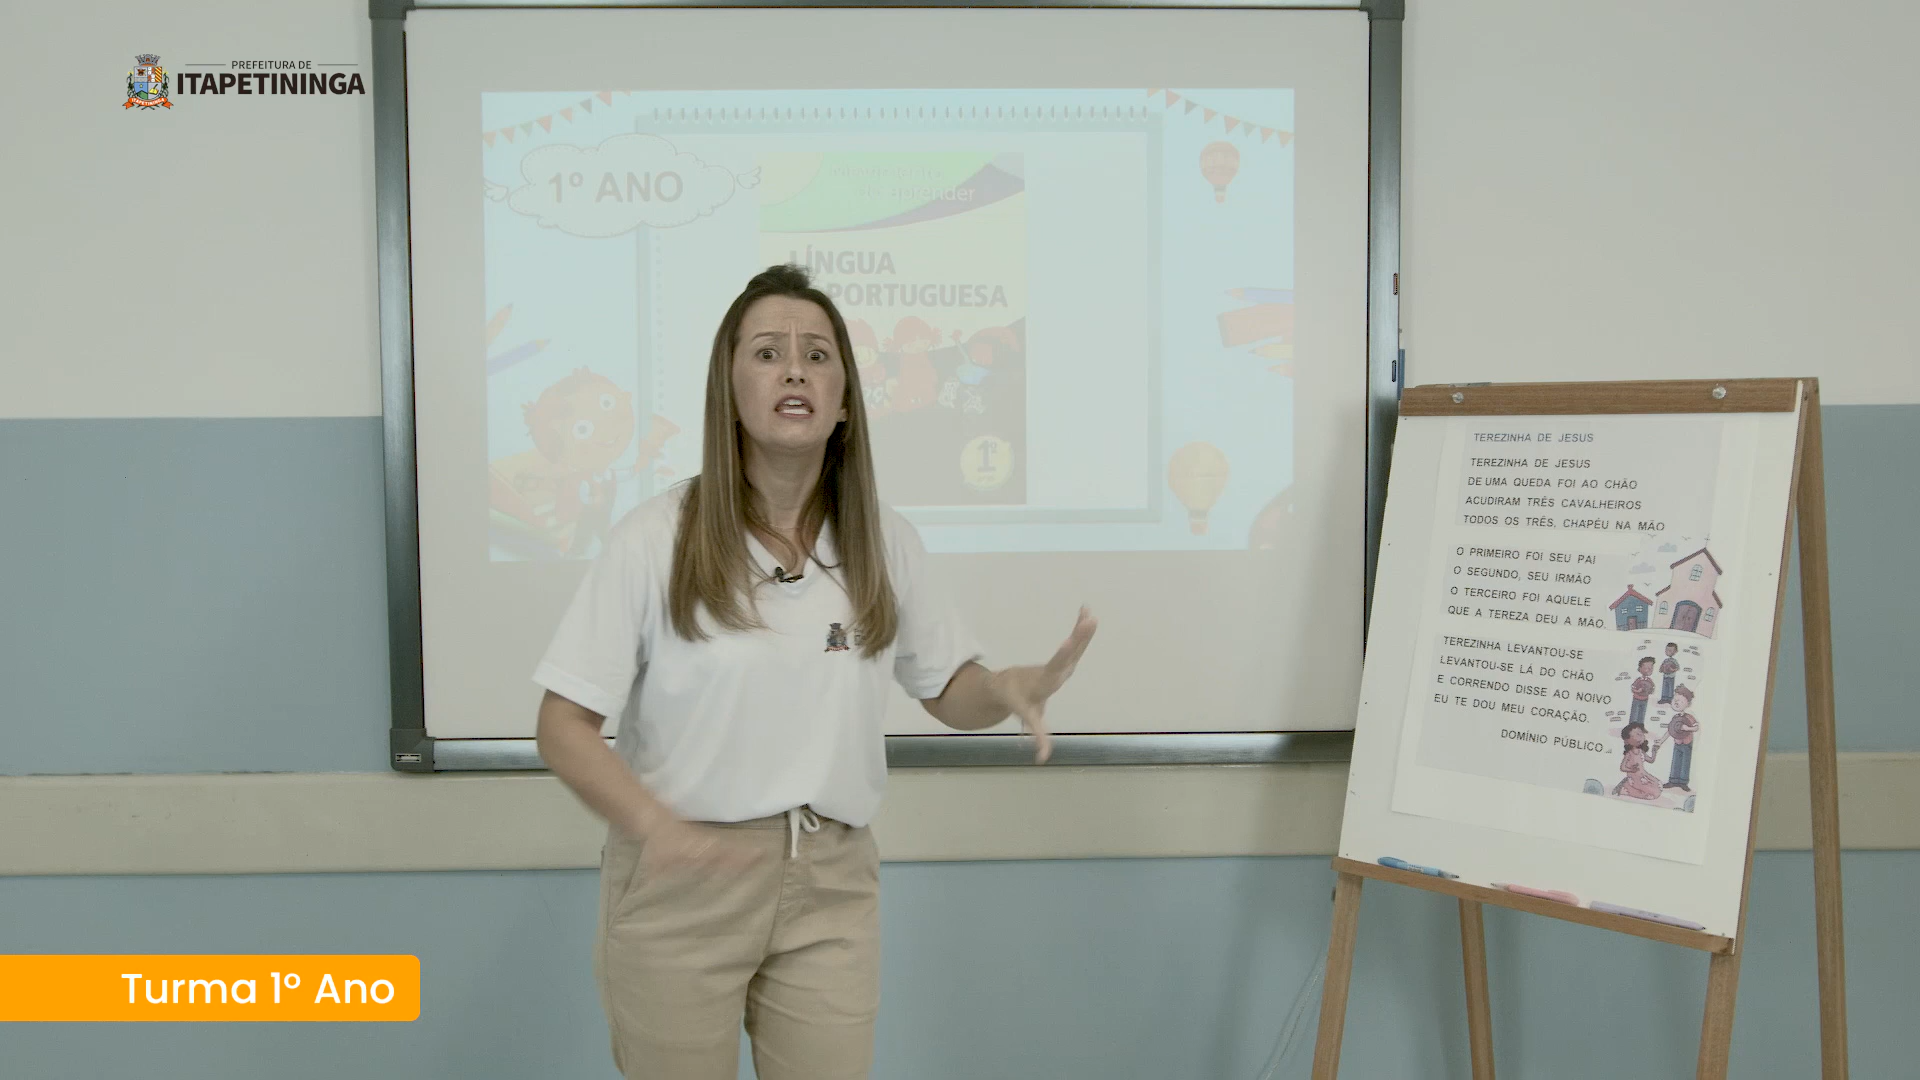 PREFEITURA DE
ITAPETININGA
1º ANO
aprender
LÍNGUA
PORTUGUESA
1º
TEREZINHA DE JESUS
TEREZINHA DE JESUS
DE UMA QUEDA FOI AO CHÃO
ACUDIRAM TRÊS CAVALHEIROS
TODOS OS TRÊS, CHAPÉU NA MÃO
O PRIMEIRO FOI SEU PAI
O SEGUNDO, SEU IRMÃO
O TERCEIRO FOI AQUELE
QUE A TEREZA DEU A MÃO.
TEREZINHA LEVANTOU-SE
LEVANTOU-SE LÁ DO CHÃO
E CORRENDO DISSE AO NOIVO
EU TE DOU MEU CORAÇÃO.
DOMÍNIO PÚBLICO
Turma 1º Ano